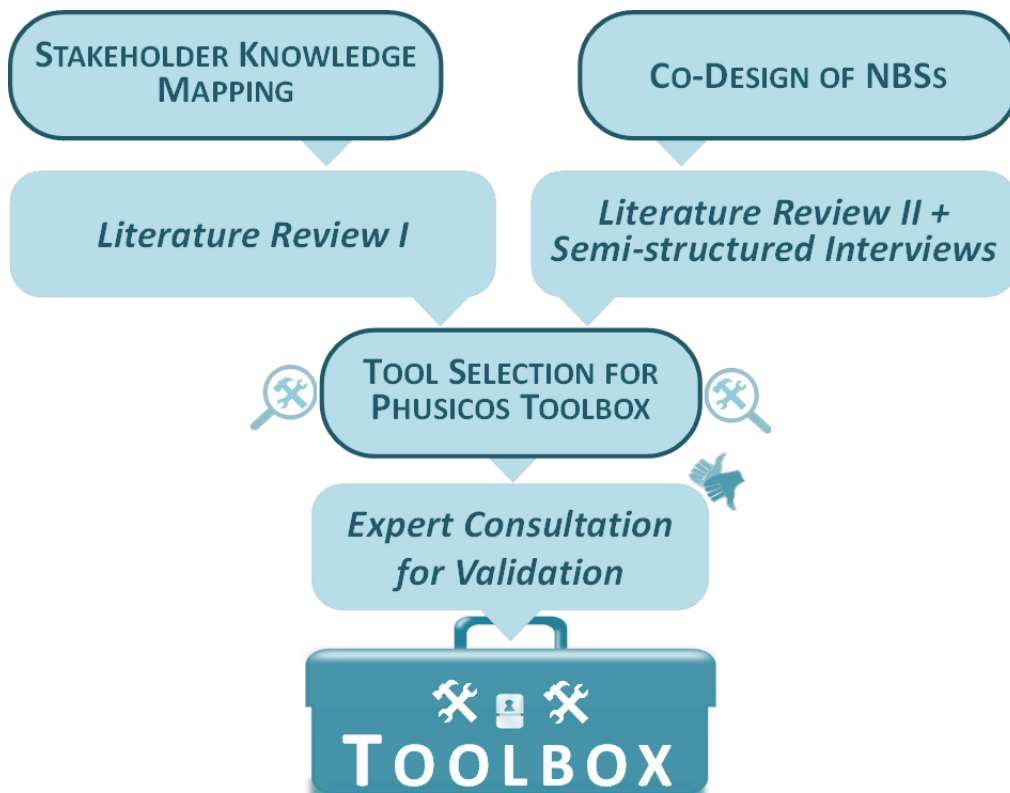 STAKEHOLDER KNOWLEDGE
MAPPING
CO-DESIGN OF NBSS
Literature Review I
Literature Review II +
Semi-structured Interviews
TOOL SELECTION FOR
PHUSICOS TOOLBOX
Expert Consultation
for Validation
TOOLBOX